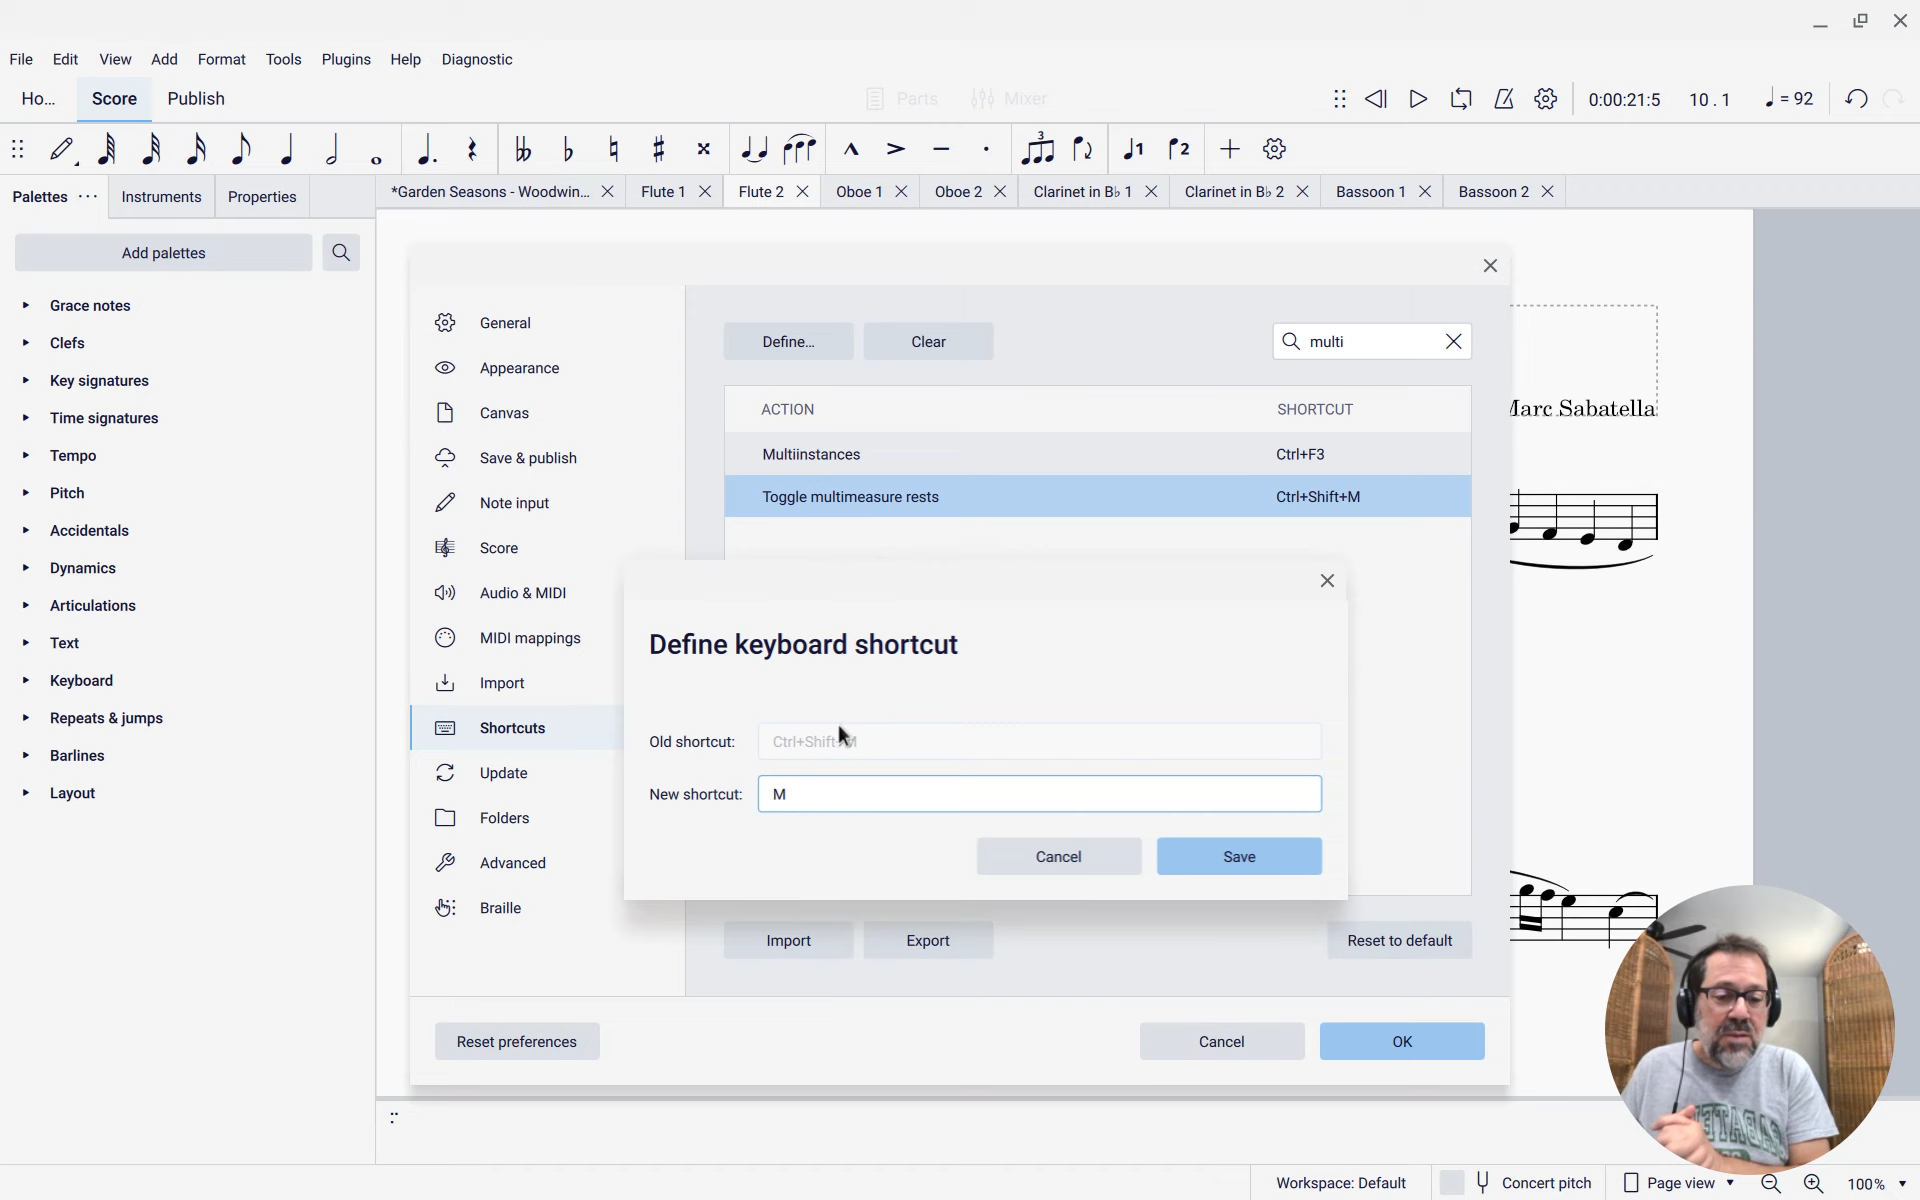 File Edit View Add Format Tools Plugins Help Diagnostic
Ho... Score Publish Parts Mixer 0:00:21:5 10 . 1 = 92
3 1 2
Palettes ··· Instruments Properties *Garden Seasons - Woodwin... Flute 1 Flute 2 Oboe 1 Oboe 2 Clarinet in B♭ 1 Clarinet in B♭ 2 Bassoon 1 Bassoon 2
Add palettes
Grace notes
Clefs
Key signatures
Time signatures
Tempo
Pitch
Accidentals
Dynamics
Articulations
Text
Keyboard
Repeats & jumps
Barlines
Layout
General
Appearance
Canvas
Save & publish
Note input
Score
Audio & MIDI
MIDI mappings
Import
Shortcuts
Update
Folders
Advanced
Braille
Define... Clear multi
ACTION SHORTCUT
Multiinstances Ctrl+F3
Toggle multimeasure rests Ctrl+Shift+M
Marc Sabatella
Define keyboard shortcut
Old shortcut: Ctrl+Shift+M
New shortcut: M
Cancel Save
Import Export Reset to default
Reset preferences Cancel OK
Workspace: Default Concert pitch Page view 100%